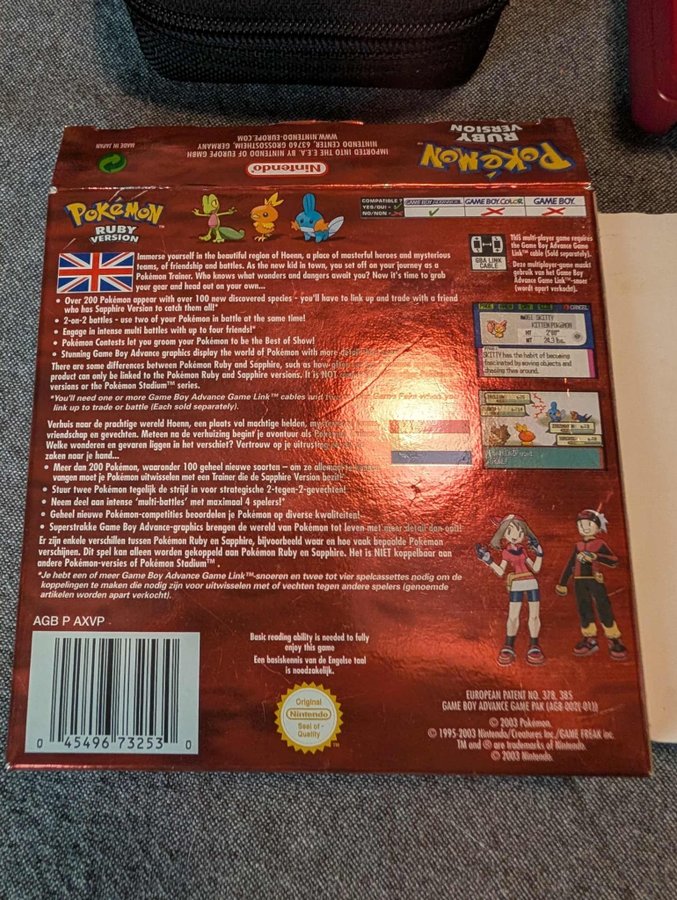 MADE IN JAPAN
IMPORTED INTO THE E.E.A. BY NINTENDO OF EUROPE GmbH
NINTENDO CENTER, 63760 GROSSOSTHEIM, GERMANY
WWW.NINTENDO-EUROPE.COM
Nintendo
POKéMON
RUBY
VERSION
POKéMON™
RUBY
VERSION
COMPATIBLE ?
YES/OUI =
NO/NON =
GAME BOY ADVANCE
GAME BOY COLOR
GAME BOY
Immerse yourself in the beautiful region of Hoenn, a place of masterful heroes and mysterious
teams, of friendship and battles. As the new kid in town, you set off on your journey as a
Pokémon Trainer. Who knows what wonders and dangers await you? Now it's time to grab
your gear and head out on your own...
• Over 200 Pokémon appear with over 100 new discovered species - you'll have to link up and trade with a friend
who has Sapphire Version to catch them all!*
• 2-on-2 battles - use two of your Pokémon in battle at the same time!
• Engage in intense multi battles with up to four friends!*
• Pokémon Contests let you groom your Pokémon to be the Best of Show!
• Stunning Game Boy Advance graphics display the world of Pokémon with more detail
There are some differences between Pokémon Ruby and Sapphire, such as how
product can only be linked to the Pokémon Ruby and Sapphire versions. It is NOT
versions or the Pokémon Stadium™ series.
*You'll need one or more Game Boy Advance Game Link™ cables and Game Paks when you
link up to trade or battle (Each sold separately).
GBA LINK
CABLE
This multi-player game requires
the Game Boy Advance Game
Link™ cable (Sold separately).
Deze multiplayer-game maakt
gebruik van het Game Boy
Advance Game Link™-snoer
(wordt apart verkocht).
CANCEL
SKITTY
KITTEN POKéMON
HT 2'00"
WT 24.3 lbs.
SKITTY has the habit of becoming
fascinated by moving objects and
chasing them around.
Verhuis naar de prachtige wereld Hoenn, een plaats vol machtige helden,
vriendschap en gevechten. Meteen na de verhuizing begint je avontuur als
Welke wonderen en gevaren liggen in het verschiet? Vertrouw op je uitrusting
zaken naar je hand...
• Meer dan 200 Pokémon, waaronder 100 geheel nieuwe soorten – om ze allemaal te
vangen moet je Pokémon uitwisselen met een Trainer die de Sapphire Version bezit!
• Stuur twee Pokémon tegelijk de strijd in voor strategische 2-tegen-2-gevechten!
• Neem deel aan intense 'multi-battles' met maximaal 4 spelers!*
• Geheel nieuwe Pokémon-competities beoordelen je Pokémon op diverse kwaliteiten!
• Superstrakke Game Boy Advance-graphics brengen de wereld van Pokémon tot leven met meer detail dan ooit!
Er zijn enkele verschillen tussen Pokémon Ruby en Sapphire, bijvoorbeeld waar en hoe vaak bepaalde Pokémon
verschijnen. Dit spel kan alleen worden gekoppeld aan Pokémon Ruby en Sapphire. Het is NIET koppelbaar aan
andere Pokémon-versies of Pokémon Stadium™ .
*Je hebt een of meer Game Boy Advance Game Link™-snoeren en twee tot vier spelcassettes nodig om de
koppelingen te maken die nodig zijn voor uitwisselen met of vechten tegen andere spelers (genoemde
artikelen worden apart verkocht).
AGB P AXVP
0 45496 73253 0
Basic reading ability is needed to fully
enjoy this game
Een basiskennis van de Engelse taal
is noodzakelijk.
Original
Nintendo
Seal of
Quality
TM
EUROPEAN PATENT NO. 378, 385
GAME BOY ADVANCE GAME PAK (AGB-002(-01))
© 2003 Pokémon.
© 1995-2003 Nintendo/Creatures inc./GAME FREAK inc.
TM and ® are trademarks of Nintendo.
© 2003 Nintendo.